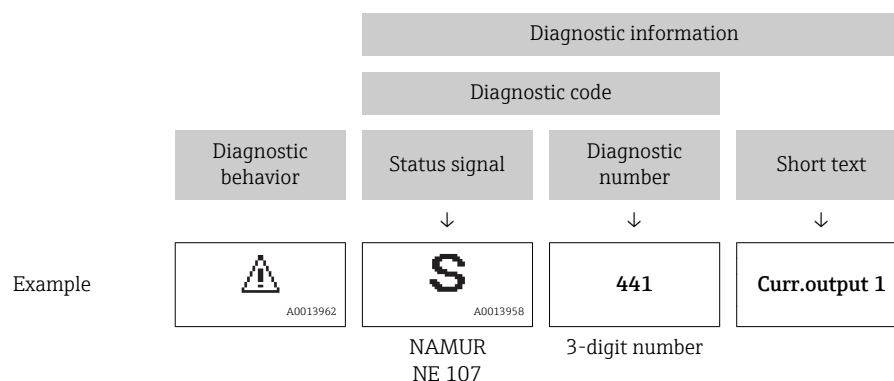 Diagnostic information
Diagnostic code
Diagnostic
behavior
Status signal
Diagnostic
number
Short text
↓ ↓ ↓
Example
A0013962
S
A0013958
441
Curr.output 1
NAMUR
NE 107
3-digit number